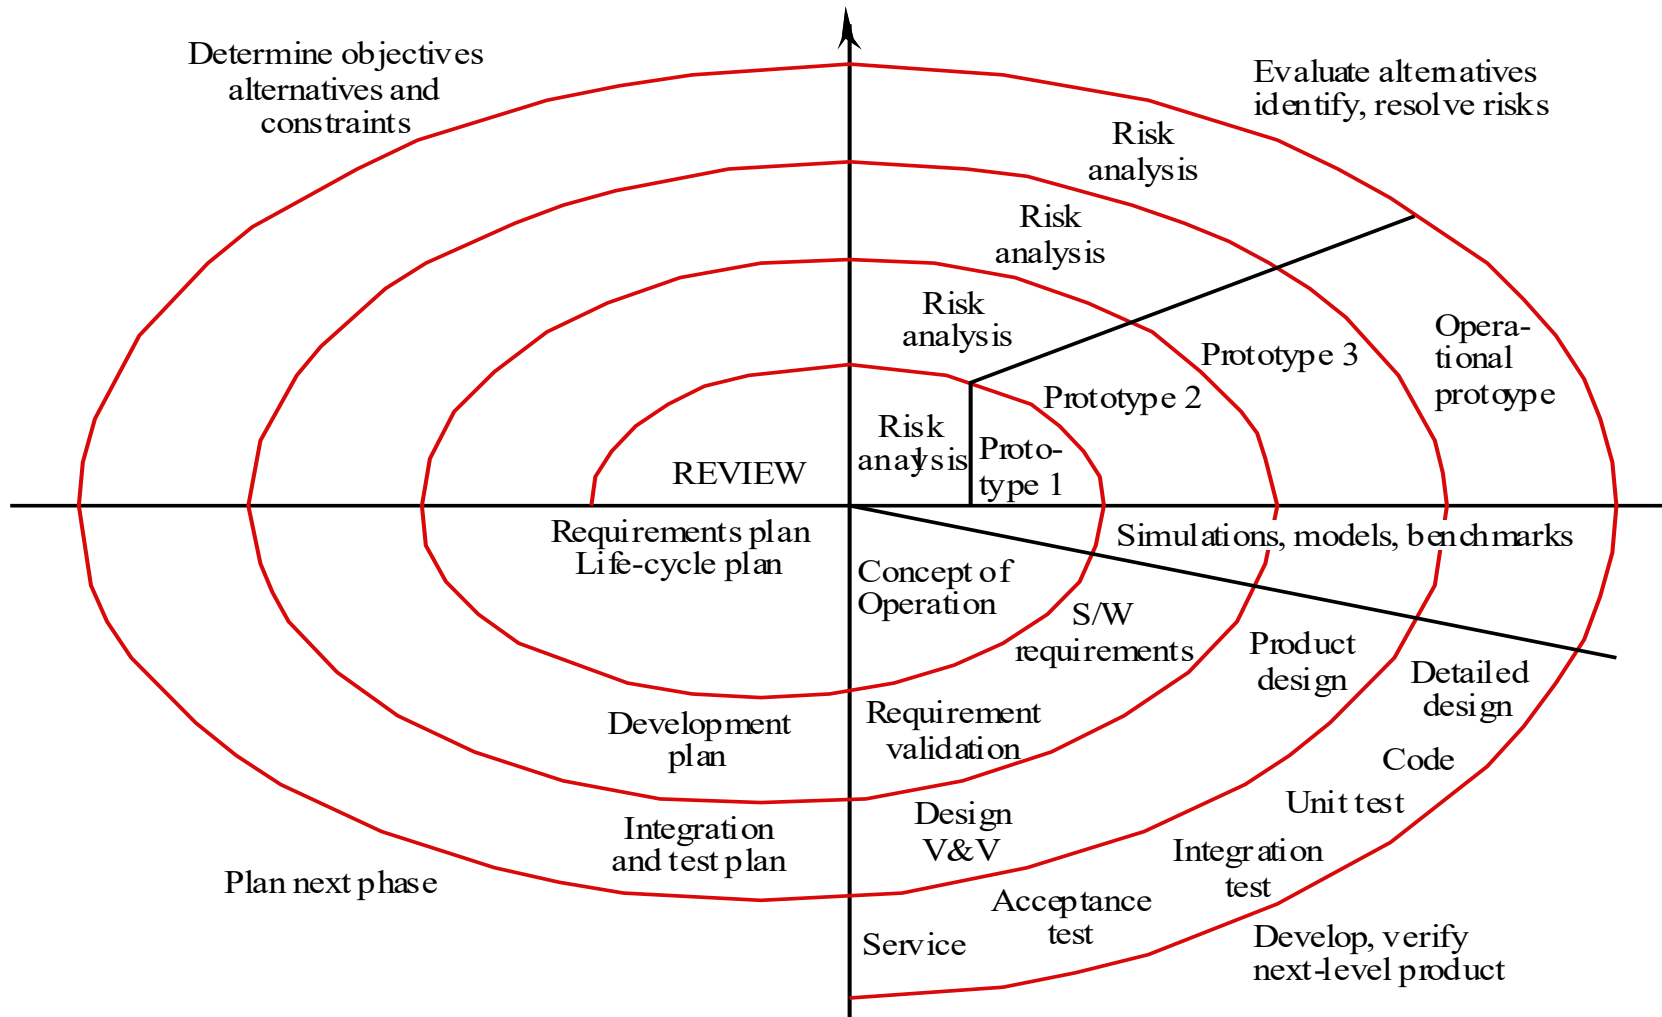 Determine objectives
alternatives and
constraints
Evaluate alternatives
identify, resolve risks
Risk
analysis
Risk
analysis
Risk
analysis
Risk
analysis
Proto-
type 1
Prototype 2
Prototype 3
Opera-
tional
protoype
REVIEW
Requirements plan
Life-cycle plan
Simulations, models, benchmarks
Concept of
Operation
S/W
requirements
Product
design
Detailed
design
Development
plan
Requirement
validation
Code
Unit test
Integration
and test plan
Design
V&V
Integration
test
Plan next phase
Acceptance
test
Service
Develop, verify
next-level product